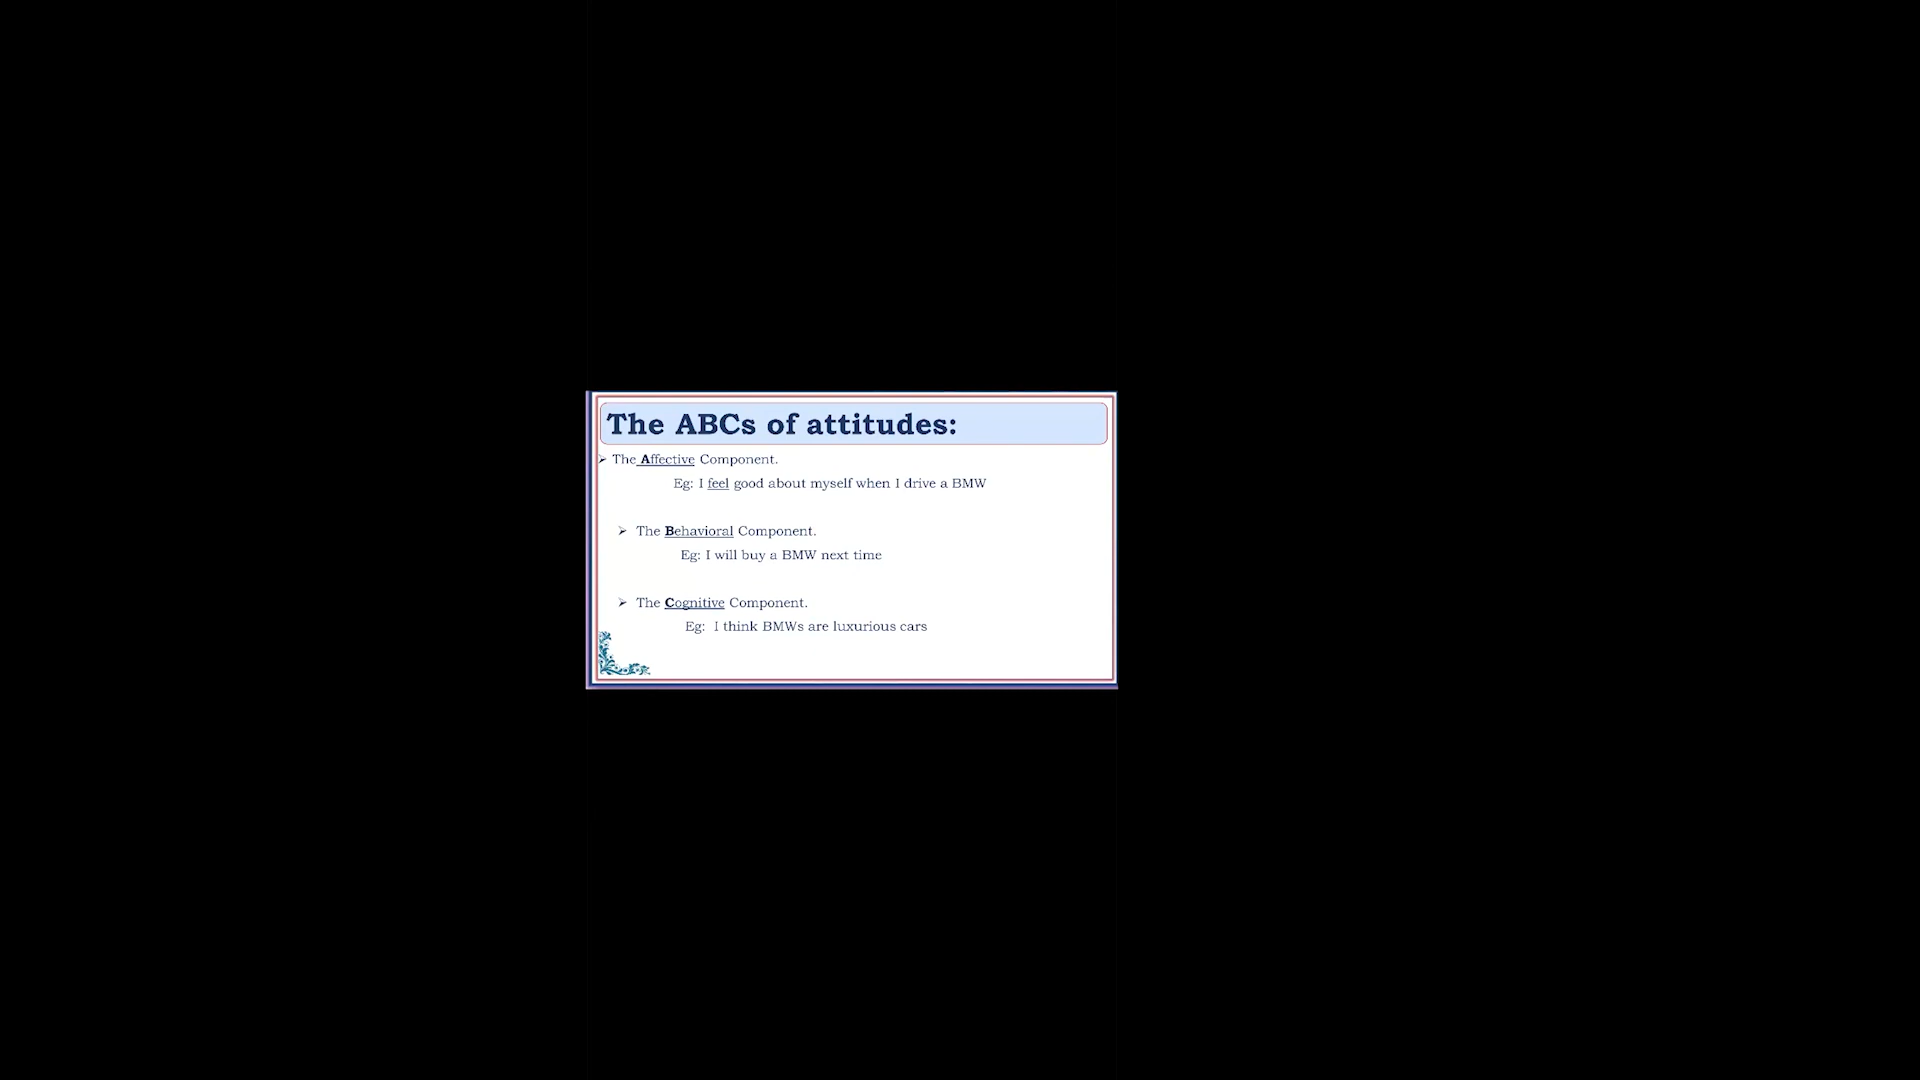 The ABCs of attitudes:
➢ The Affective Component.
Eg: I feel good about myself when I drive a BMW
➢ The Behavioral Component.
Eg: I will buy a BMW next time
➢ The Cognitive Component.
Eg: I think BMWs are luxurious cars